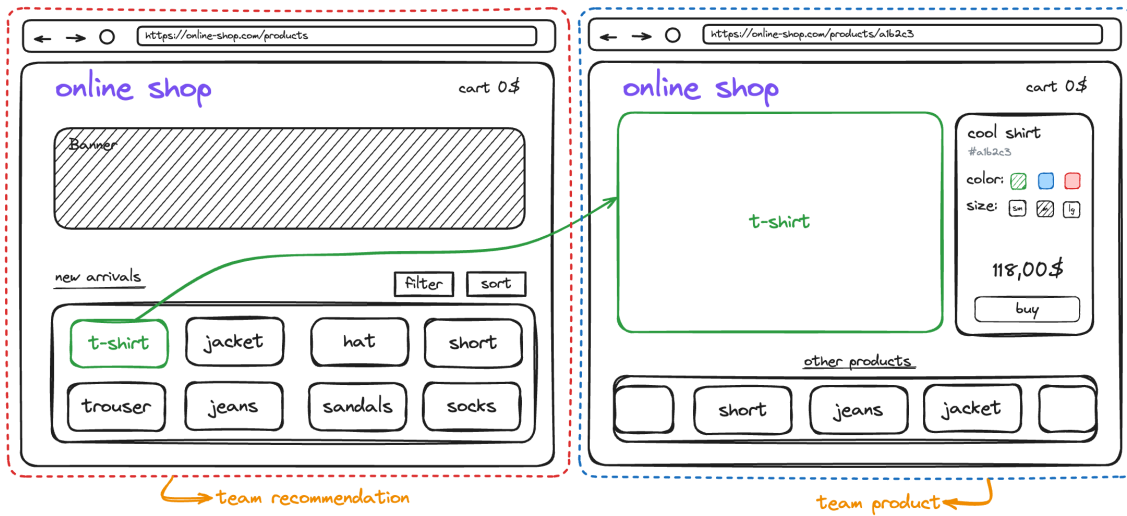 https://online-shop.com/products
online shop
cart 0$
Banner
new arrivals
filter
sort
t-shirt
jacket
hat
short
trouser
jeans
sandals
socks
team recommendation
https://online-shop.com/products/a1b2c3
online shop
cart 0$
t-shirt
cool shirt
#a1b2c3
color:
size:
sm
lg
118,00$
buy
other products
short
jeans
jacket
team product